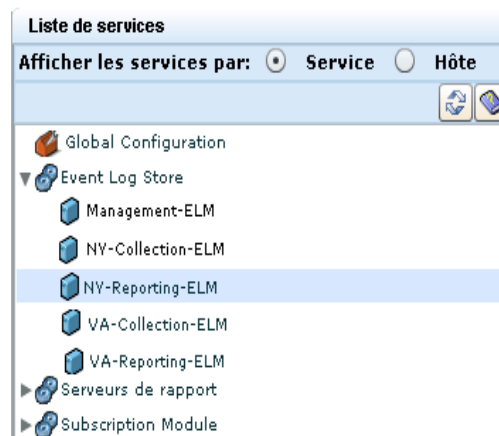 Liste de services
Afficher les services par: Service Hôte
Global Configuration
Event Log Store
Management-ELM
NY-Collection-ELM
NY-Reporting-ELM
VA-Collection-ELM
VA-Reporting-ELM
Serveurs de rapport
Subscription Module